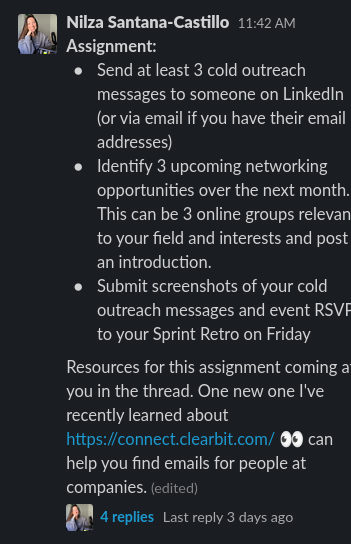 Nilza Santana-Castillo 11:42 AM
Assignment:
● Send at least 3 cold outreach
messages to someone on LinkedIn
(or via email if you have their email
addresses)
● Identify 3 upcoming networking
opportunities over the next month.
This can be 3 online groups relevan
to your field and interests and post
an introduction.
● Submit screenshots of your cold
outreach messages and event RSVP
to your Sprint Retro on Friday
Resources for this assignment coming at
you in the thread. One new one I've
recently learned about
https://connect.clearbit.com/ 👀 can
help you find emails for people at
companies. (edited)
4 replies Last reply 3 days ago